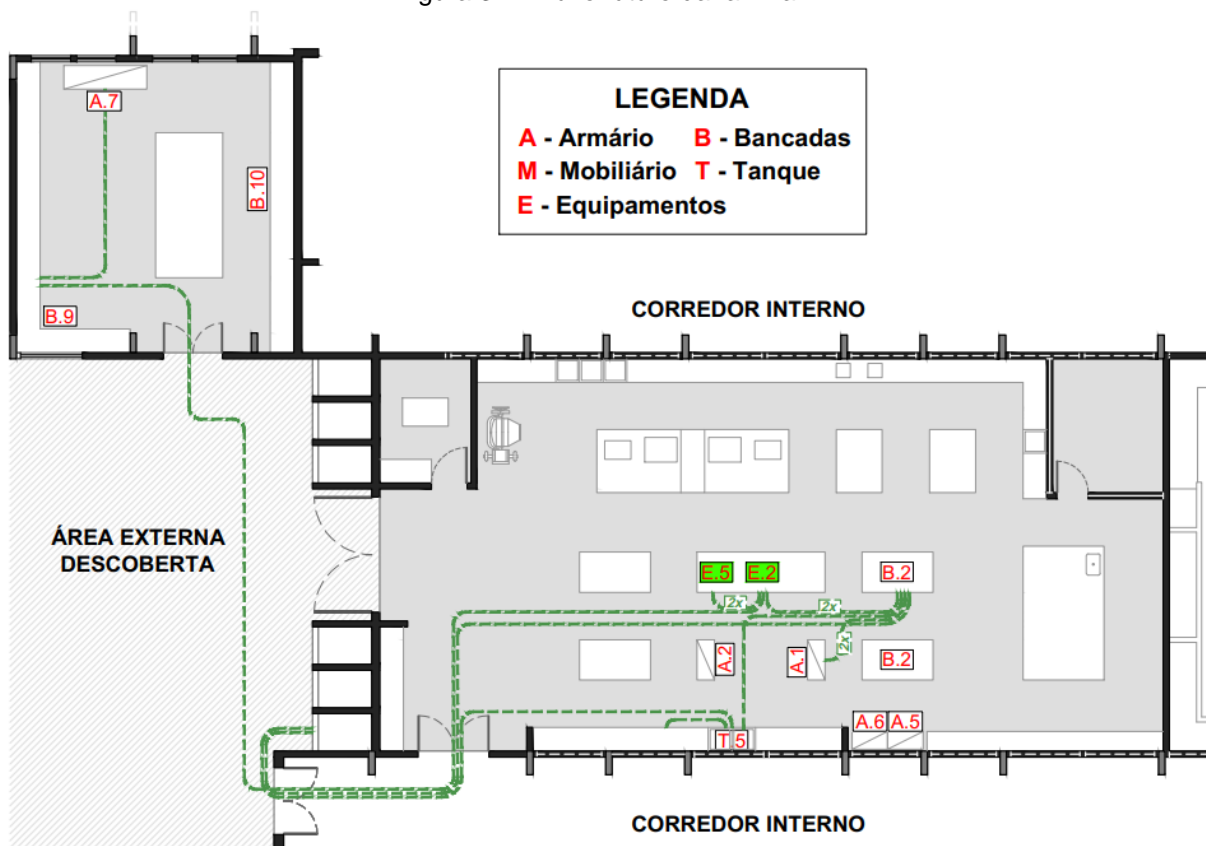 LEGENDA
A - Armário B - Bancadas
M - Mobiliário T - Tanque
E - Equipamentos
A.7
B.10
B.9
CORREDOR INTERNO
ÁREA EXTERNA
DESCOBERTA
E.5 E.2 B.2
2x 2x
2x
A.2 A.1 B.2
T 5 A.6 A.5
CORREDOR INTERNO